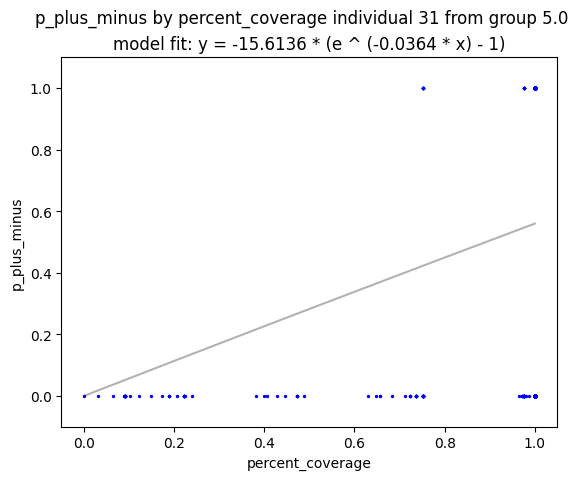 p_plus_minus by percent_coverage individual 31 from group 5.0
model fit: y = -15.6136 * (e ^ (-0.0364 * x) - 1)
1.0
0.8
0.6
0.4
0.2
0.0
p_plus_minus
0.0 0.2 0.4 0.6 0.8 1.0
percent_coverage